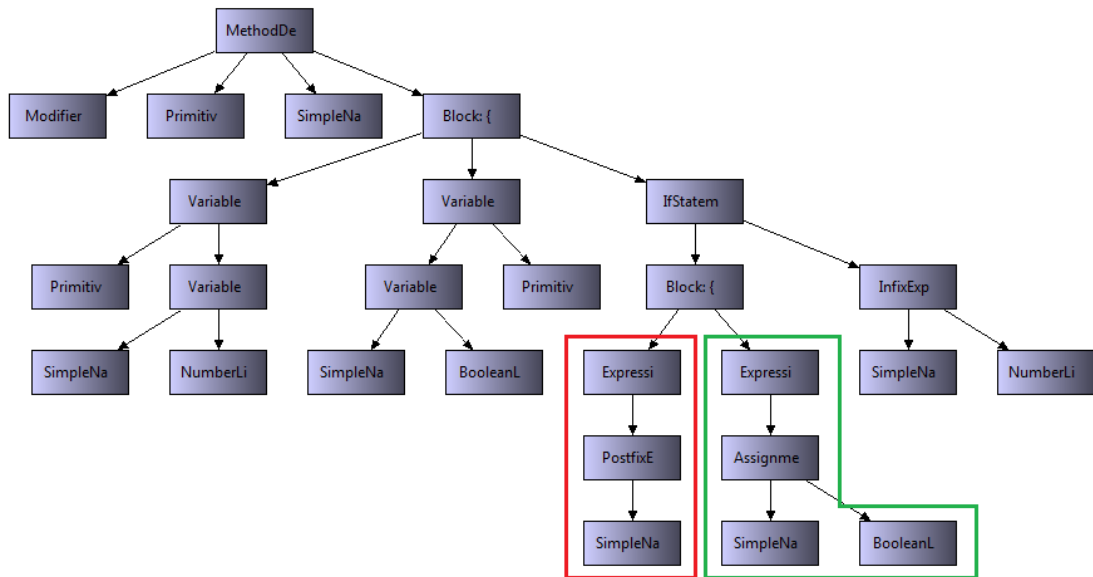 MethodDe
Modifier
Primitiv
SimpleNa
Block: {
Variable
Variable
IfStatem
Primitiv
Variable
Variable
Primitiv
Block: {
InfixExp
SimpleNa
NumberLi
SimpleNa
BooleanL
Expressi
Expressi
SimpleNa
NumberLi
PostfixE
Assignme
SimpleNa
SimpleNa
BooleanL